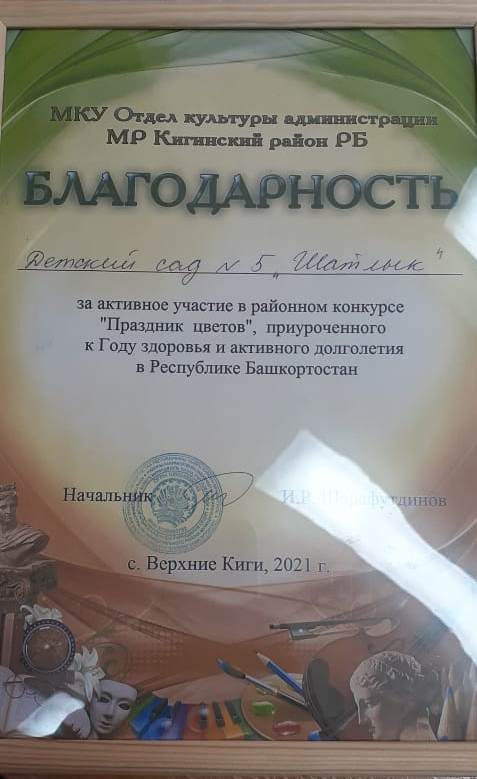 МКУ Отдел культуры администрации
МР Кигинский район РБ
БЛАГОДАРНОСТЬ
Детский сад № 5 „Шатлык"
за активное участие в районном конкурсе
"Праздник цветов", приуроченного
к Году здоровья и активного долголетия
в Республике Башкортостан
Начальник И.Р. Шарафутдинов
с. Верхние Киги, 2021 г.